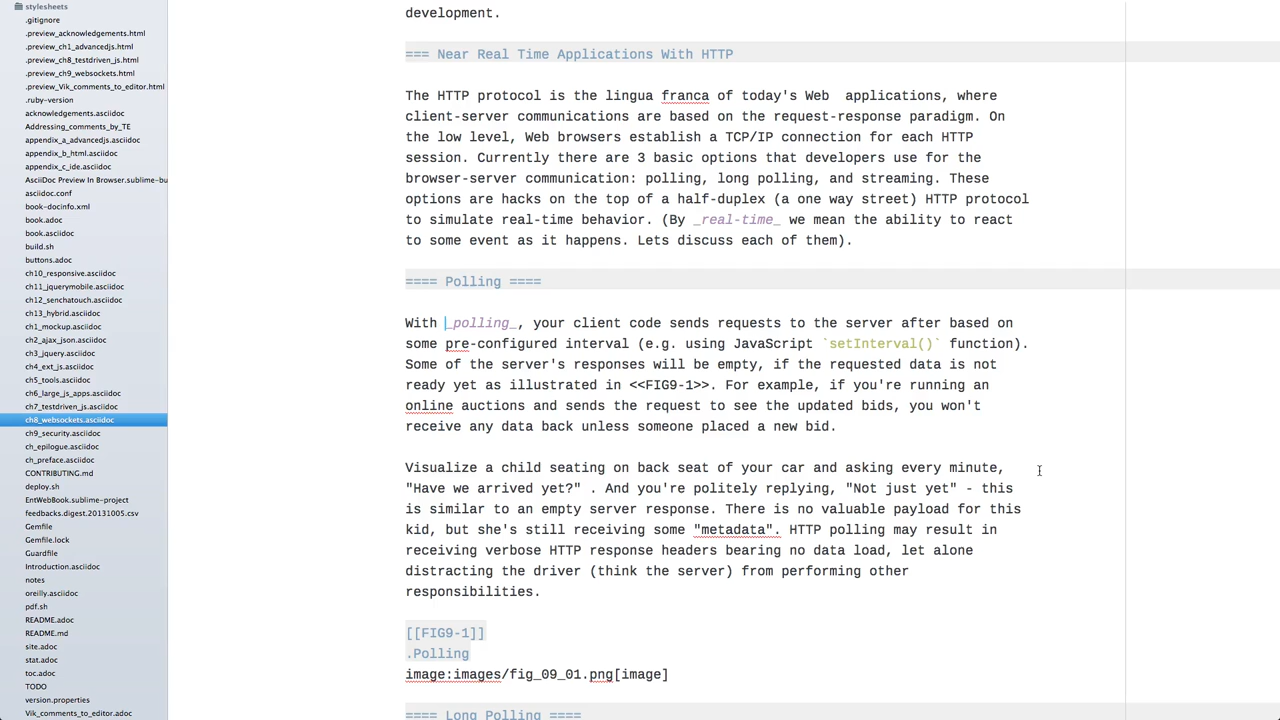 stylesheets
.gitignore
.preview_acknowledgements.html
.preview_ch1_advancedjs.html
.preview_ch8_testdriven_js.html
.preview_ch9_websockets.html
.preview_Vik_comments_to_editor.html
.ruby-version
acknowledgements.asciidoc
Addressing_comments_by_TE
appendix_a_advancedjs.asciidoc
appendix_b_html.asciidoc
appendix_c_ide.asciidoc
AsciiDoc Preview In Browser.sublime-bu
asciidoc.conf
book-docinfo.xml
book.adoc
book.asciidoc
build.sh
buttons.adoc
ch10_responsive.asciidoc
ch11_jquerymobile.asciidoc
ch12_senchatouch.asciidoc
ch13_hybrid.asciidoc
ch1_mockup.asciidoc
ch2_ajax_json.asciidoc
ch3_jquery.asciidoc
ch4_ext_js.asciidoc
ch5_tools.asciidoc
ch6_large_js_apps.asciidoc
ch7_testdriven_js.asciidoc
ch8_websockets.asciidoc
ch9_security.asciidoc
ch_epilogue.asciidoc
ch_preface.asciidoc
CONTRIBUTING.md
deploy.sh
EntWebBook.sublime-project
feedbacks.digest.20131005.csv
Gemfile
Gemfile.lock
Guardfile
Introduction.asciidoc
notes
oreilly.asciidoc
pdf.sh
README.adoc
README.md
site.adoc
stat.adoc
toc.adoc
TODO
version.properties
Vik_comments_to_editor.adoc
development.
=== Near Real Time Applications With HTTP
The HTTP protocol is the lingua franca of today's Web  applications, where
client-server communications are based on the request-response paradigm. On
the low level, Web browsers establish a TCP/IP connection for each HTTP
session. Currently there are 3 basic options that developers use for the
browser-server communication: polling, long polling, and streaming. These
options are hacks on the top of a half-duplex (a one way street) HTTP protocol
to simulate real-time behavior. (By _real-time_ we mean the ability to react
to some event as it happens. Lets discuss each of them).
==== Polling ====
With _polling_, your client code sends requests to the server after based on
some pre-configured interval (e.g. using JavaScript `setInterval()` function).
Some of the server's responses will be empty, if the requested data is not
ready yet as illustrated in <<FIG9-1>>. For example, if you're running an
online auctions and sends the request to see the updated bids, you won't
receive any data back unless someone placed a new bid.
Visualize a child seating on back seat of your car and asking every minute,
"Have we arrived yet?" . And you're politely replying, "Not just yet" - this
is similar to an empty server response. There is no valuable payload for this
kid, but she's still receiving some "metadata". HTTP polling may result in
receiving verbose HTTP response headers bearing no data load, let alone
distracting the driver (think the server) from performing other
responsibilities.
[[FIG9-1]]
.Polling
image:images/fig_09_01.png[image]
==== Long Polling ====